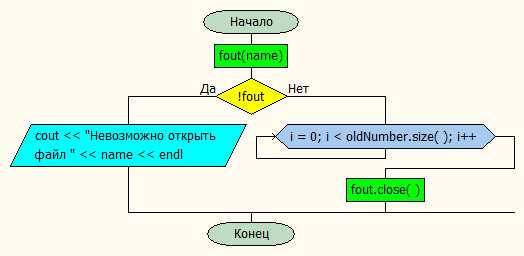 Начало
fout(name)
Да
!fout
Нет
cout << "Невозможно открыть
файл " << name << endl
i = 0; i < oldNumber.size( ); i++
fout.close( )
Конец